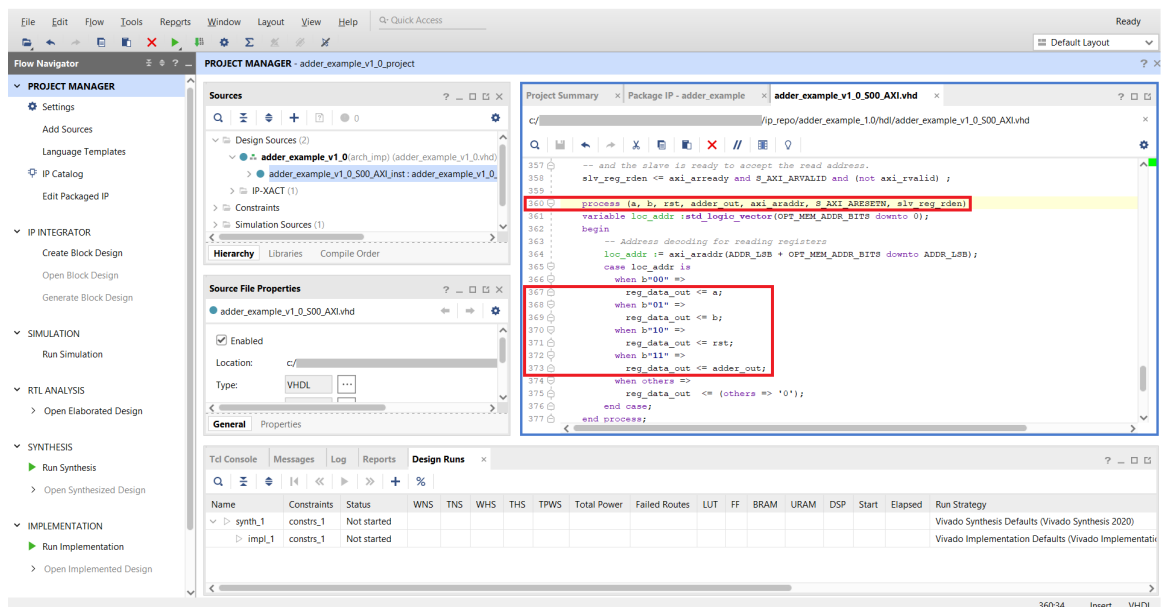 File Edit Flow Tools Reports Window Layout View Help Q- Quick Access Ready
Default Layout
Flow Navigator ? _
PROJECT MANAGER - adder_example_v1_0_project ? ×
PROJECT MANAGER
Settings
Add Sources
Language Templates
IP Catalog
Edit Packaged IP
IP INTEGRATOR
Create Block Design
Open Block Design
Generate Block Design
SIMULATION
Run Simulation
RTL ANALYSIS
Open Elaborated Design
SYNTHESIS
Run Synthesis
Open Synthesized Design
IMPLEMENTATION
Run Implementation
Open Implemented Design
Sources
0
Design Sources (2)
adder_example_v1_0(arch_imp) (adder_example_v1_0.vhd)
adder_example_v1_0_S00_AXI_inst : adder_example_v1_0_
IP-XACT (1)
Constraints
Simulation Sources (1)
Hierarchy Libraries Compile Order
Source File Properties
adder_example_v1_0_S00_AXI.vhd
Enabled
Location: c:/
Type: VHDL ...
General Properties
Project Summary × Package IP - adder_example × adder_example_v1_0_S00_AXI.vhd ×
c:/ /ip_repo/adder_example_1.0/hdl/adder_example_v1_0_S00_AXI.vhd
357 -- and the slave is ready to accept the read address.
358 slv_reg_rden <= axi_arready and S_AXI_ARVALID and (not axi_rvalid) ;
359
360 process (a, b, rst, adder_out, axi_araddr, S_AXI_ARESETN, slv_reg_rden)
361 variable loc_addr :std_logic_vector(OPT_MEM_ADDR_BITS downto 0);
362 begin
363 -- Address decoding for reading registers
364 loc_addr := axi_araddr(ADDR_LSB + OPT_MEM_ADDR_BITS downto ADDR_LSB);
365 case loc_addr is
366 when b"00" =>
367 reg_data_out <= a;
368 when b"01" =>
369 reg_data_out <= b;
370 when b"10" =>
371 reg_data_out <= rst;
372 when b"11" =>
373 reg_data_out <= adder_out;
374 when others =>
375 reg_data_out <= (others => '0');
376 end case;
377 end process;
Tcl Console Messages Log Reports Design Runs ×
Name Constraints Status WNS TNS WHS THS TPWS Total Power Failed Routes LUT FF BRAM URAM DSP Start Elapsed Run Strategy
synth_1 constrs_1 Not started Vivado Synthesis Defaults (Vivado Synthesis 2020)
impl_1 constrs_1 Not started Vivado Implementation Defaults (Vivado Implementatio
360:34 Insert VHDL